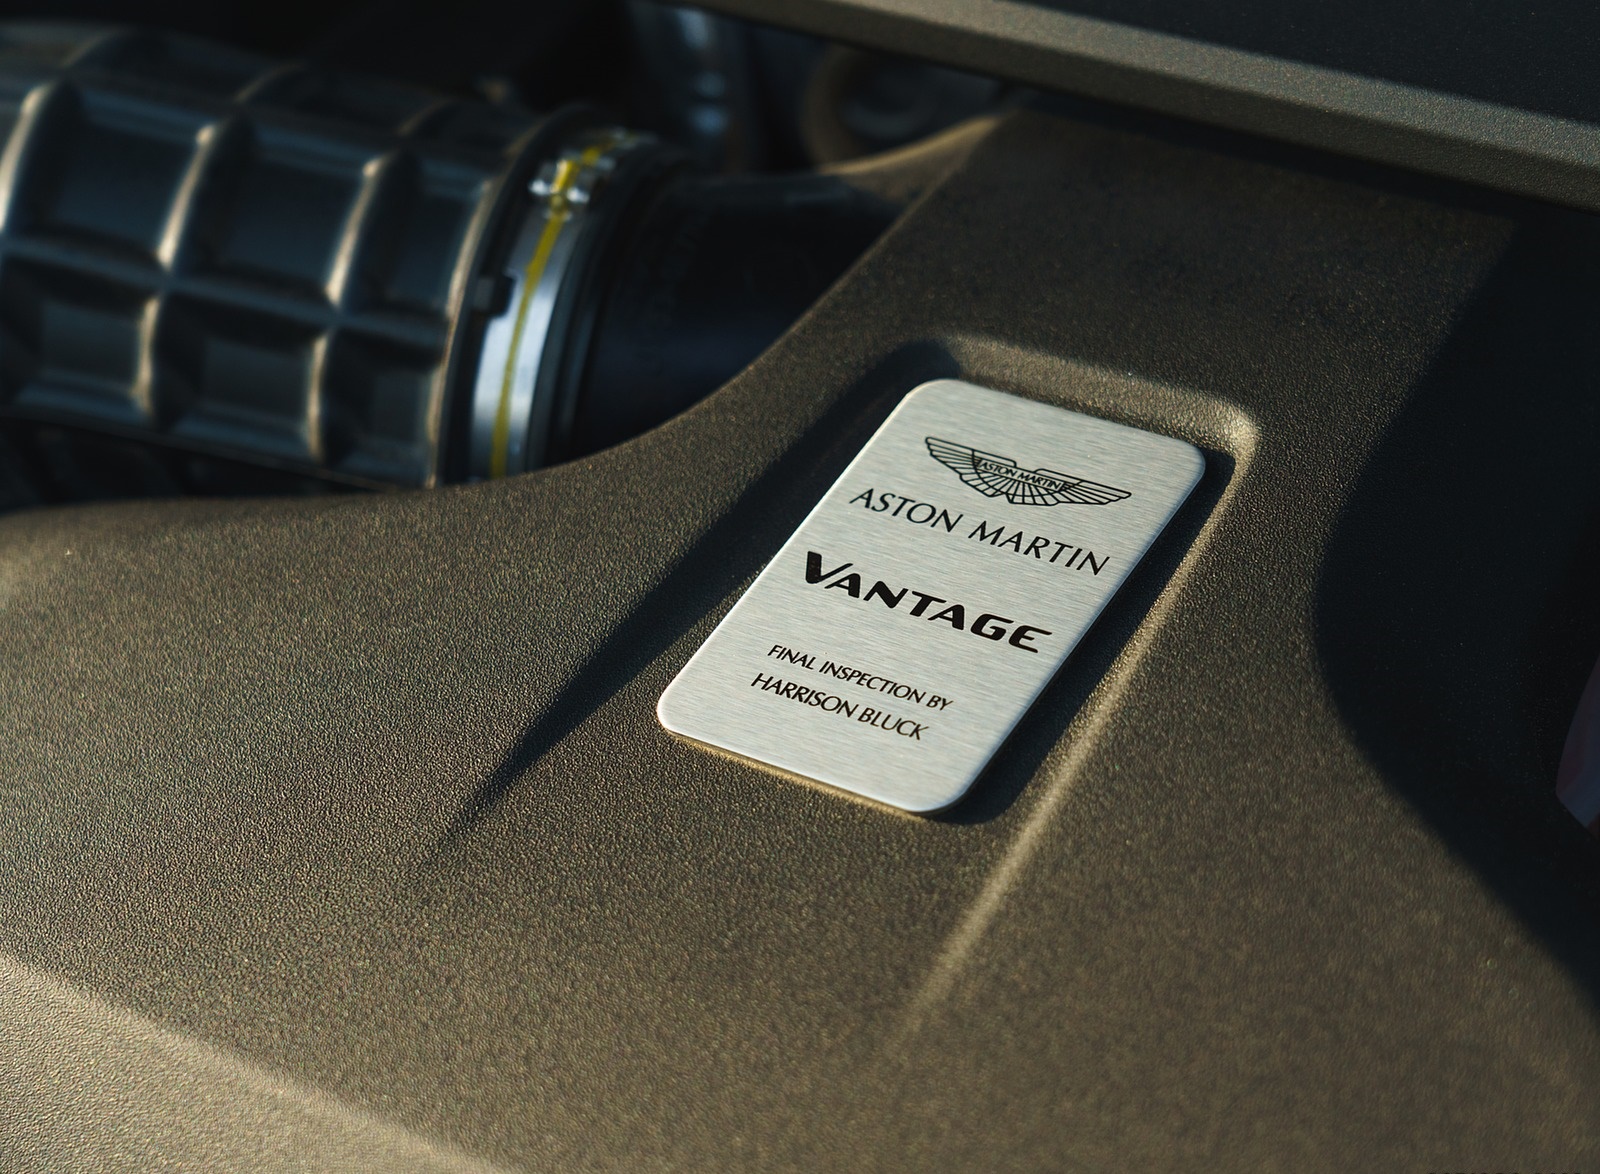 ASTON MARTIN
ASTON MARTIN
VANTAGE
FINAL INSPECTION BY
HARRISON BLUCK